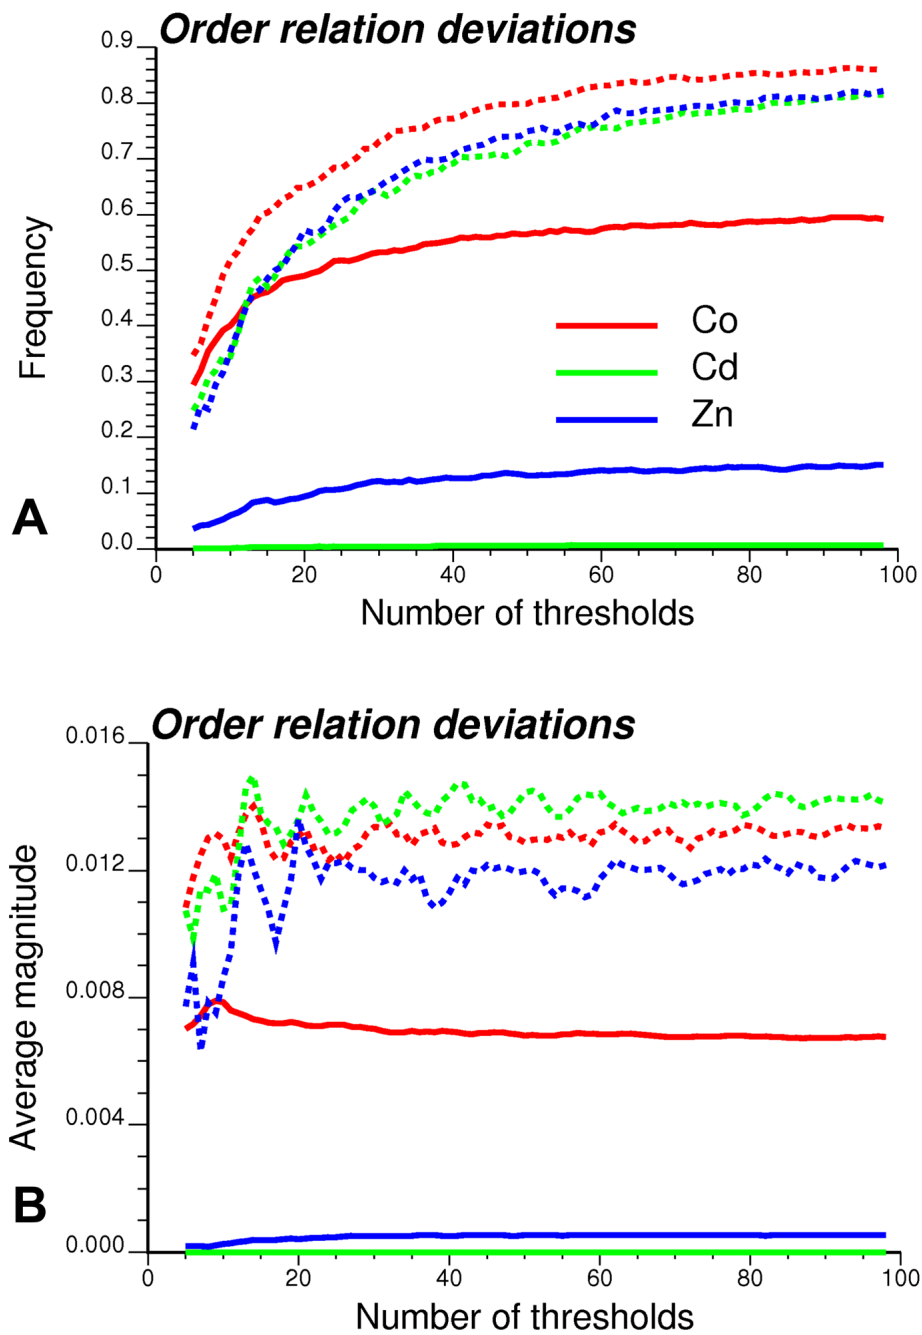 Order relation deviations
0.9
0.8
0.7
0.6
0.5
0.4
0.3
0.2
0.1
0.0
Frequency
Co
Cd
Zn
A
0 20 40 60 80 100
Number of thresholds
Order relation deviations
0.016
0.012
0.008
0.004
0.000
Average magnitude
B
0 20 40 60 80 100
Number of thresholds